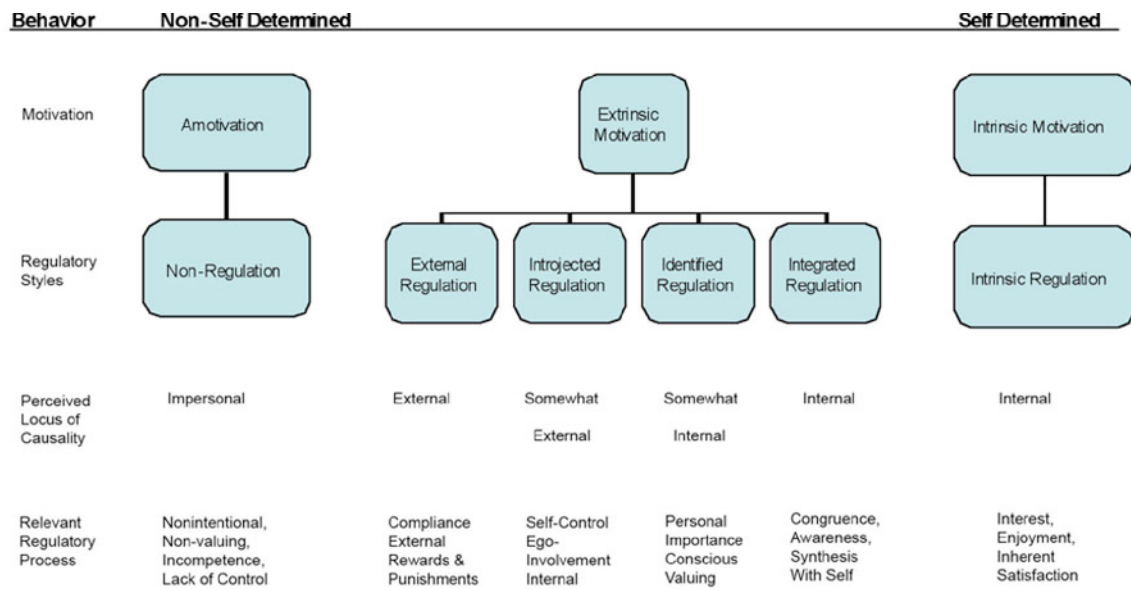 Behavior Non-Self Determined Self Determined
Motivation
Amotivation
Extrinsic
Motivation
Intrinsic Motivation
Regulatory
Styles
Non-Regulation
External
Regulation
Introjected
Regulation
Identified
Regulation
Integrated
Regulation
Intrinsic Regulation
Perceived
Locus of
Causality
Impersonal
External
Somewhat
External
Somewhat
Internal
Internal
Internal
Relevant
Regulatory
Process
Nonintentional,
Non-valuing,
Incompetence,
Lack of Control
Compliance
External
Rewards &
Punishments
Self-Control
Ego-
Involvement
Internal
Personal
Importance
Conscious
Valuing
Congruence,
Awareness,
Synthesis
With Self
Interest,
Enjoyment,
Inherent
Satisfaction